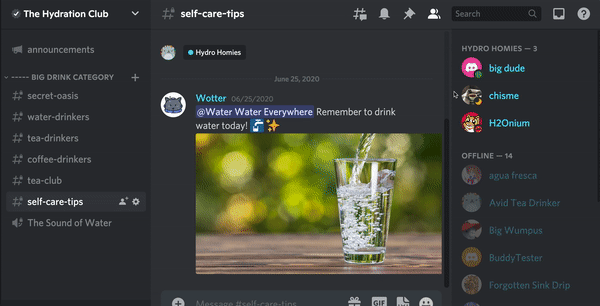 The Hydration Club
announcements
----- BIG DRINK CATEGORY
secret-oasis
water-drinkers
tea-drinkers
coffee-drinkers
tea-club
self-care-tips
The Sound of Water
self-care-tips
Search
Hydro Homies
June 25, 2020
Wotter 06/25/2020
@Water Water Everywhere Remember to drink
water today!
Message #self-care-tips
GIF
HYDRO HOMIES — 3
big dude
chisme
H2Onium
OFFLINE — 14
agua fresca
Avid Tea Drinker
Big Wumpus
BuddyTester
Forgotten Sink Drip